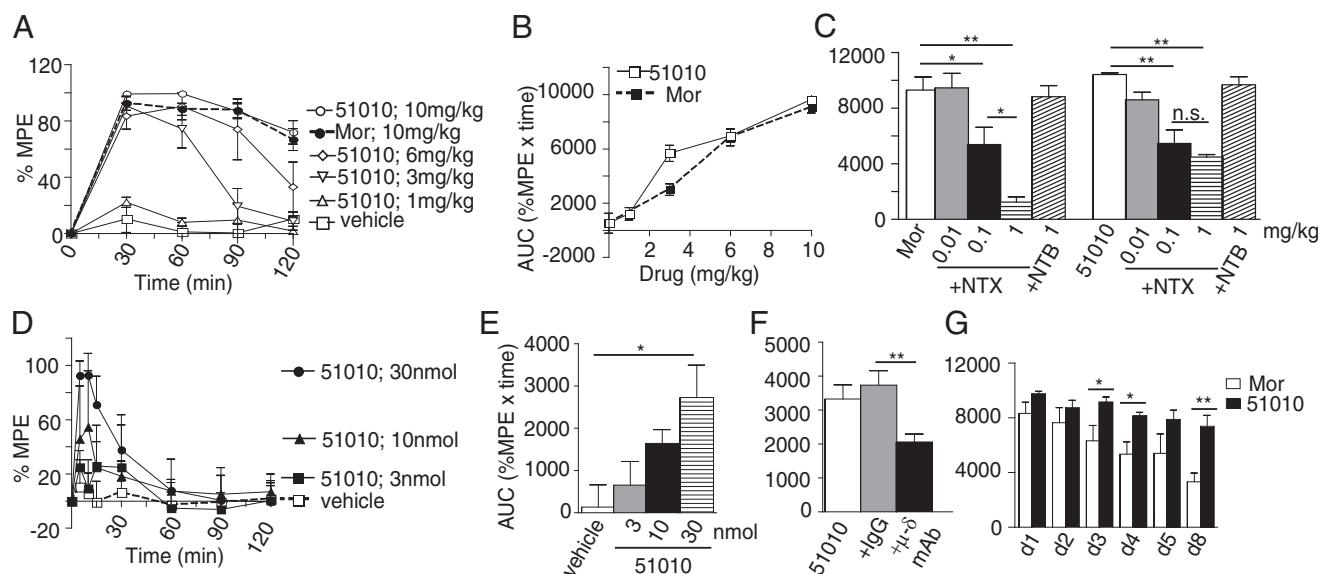 A
% MPE
120
80
40
0
0
30
60
90
120
Time (min)
51010; 10mg/kg
Mor; 10mg/kg
51010; 6mg/kg
51010; 3mg/kg
51010; 1mg/kg
vehicle
B
AUC (%MPE x time)
10000
6000
2000
-2000
2
4
6
8
10
Drug (mg/kg)
51010
Mor
C
12000
8000
4000
0
**
*
*
**
**
n.s.
Mor
0.01
0.1
1
+NTB 1
51010
0.01
0.1
1
+NTB 1
mg/kg
+NTX
+NTX
D
% MPE
100
60
20
-20
30
60
90
120
Time (min)
51010; 30nmol
51010; 10nmol
51010; 3nmol
vehicle
E
AUC (%MPE x time)
4000
3000
2000
1000
0
*
vehicle
3
10
30
nmol
51010
F
5000
4000
3000
2000
1000
0
**
51010
+IgG
+μ-δ
mAb
G
12000
8000
4000
0
*
*
**
Mor
51010
d1
d2
d3
d4
d5
d8